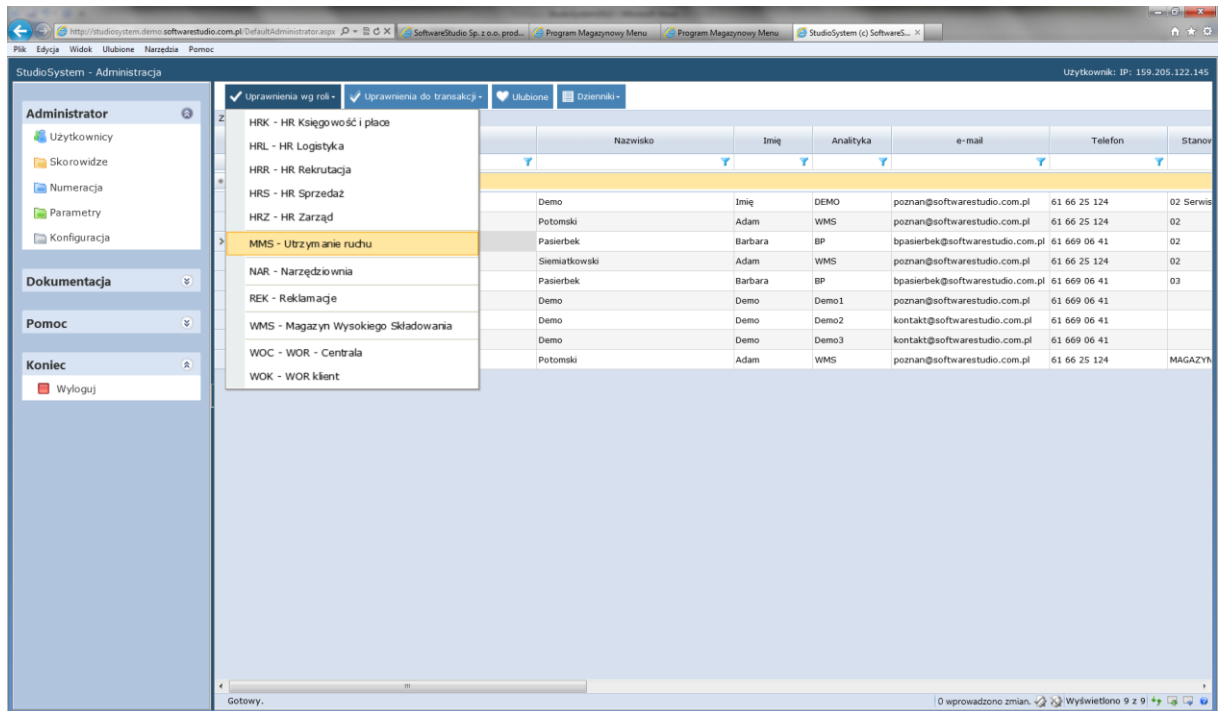 http://studiosystem.demo.softwarestudio.com.pl/DefaultAdministrator.aspx
SoftwareStudio Sp. z o.o. prod...
Program Magazynowy Menu
Program Magazynowy Menu
StudioSystem (c) SoftwareS...
Plik Edycja Widok Ulubione Narzędzia Pomoc
StudioSystem - Administracja
Użytkownik: IP: 159.205.122.145
Administrator
Użytkownicy
Skorowidze
Numeracja
Parametry
Konfiguracja
Dokumentacja
Pomoc
Koniec
Wyloguj
Uprawnienia wg roli
Uprawnienia do transakcji
Ulubione
Dzienniki
HRK - HR Księgowość i płace
HRL - HR Logistyka
HRR - HR Rekrutacja
HRS - HR Sprzedaż
HRZ - HR Zarząd
MMS - Utrzymanie ruchu
NAR - Narzędziownia
REK - Reklamacje
WMS - Magazyn Wysokiego Składowania
WOC - WOR - Centrala
WOK - WOR klient
Z
Nazwisko Imię Analityka e-mail Telefon Stanow
Demo Imię DEMO poznan@softwarestudio.com.pl 61 66 25 124 02 Serwis
Potomski Adam WMS poznan@softwarestudio.com.pl 61 66 25 124 02
Pasierbek Barbara BP bpasierbek@softwarestudio.com.pl 61 669 06 41 02
Siemiatkowski Adam WMS poznan@softwarestudio.com.pl 61 66 25 124 02
Pasierbek Barbara BP bpasierbek@softwarestudio.com.pl 61 669 06 41 03
Demo Demo Demo1 poznan@softwarestudio.com.pl 61 669 06 41
Demo Demo Demo2 kontakt@softwarestudio.com.pl 61 669 06 41
Demo Demo Demo3 kontakt@softwarestudio.com.pl 61 669 06 41
Potomski Adam WMS poznan@softwarestudio.com.pl 61 66 25 124 MAGAZYN
Gotowy.
0 wprowadzono zmian.
Wyświetlono 9 z 9